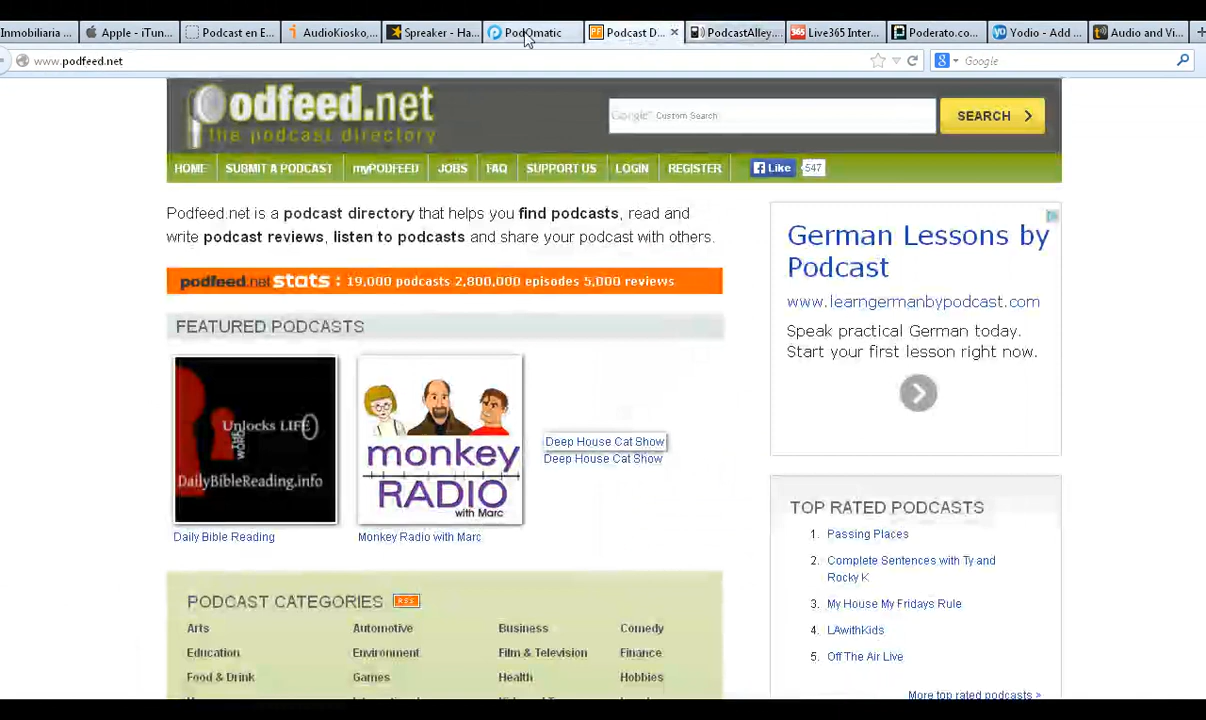 Inmobiliaria ... Apple - iTun... Podcast en E... AudioKiosko,... Spreaker - Ha... PodOmatic Podcast D... PodcastAlley.... Live365 Inter... Poderato.co... Yodio - Add ... Audio and Vi...
www.podfeed.net Google
podfeed.net
the podcast directory
Google™ Custom Search SEARCH
HOME SUBMIT A PODCAST myPODFEED JOBS FAQ SUPPORT US LOGIN REGISTER Like 547
Podfeed.net is a podcast directory that helps you find podcasts, read and
write podcast reviews, listen to podcasts and share your podcast with others.
podfeed.net stats : 19,000 podcasts 2,800,000 episodes 5,000 reviews
FEATURED PODCASTS
Unlocks LIFE
DailyBibleReading.info
Daily Bible Reading
monkey
RADIO
with Marc
Monkey Radio with Marc
Deep House Cat Show
Deep House Cat Show
German Lessons by
Podcast
www.learngermanbypodcast.com
Speak practical German today.
Start your first lesson right now.
TOP RATED PODCASTS
1. Passing Places
2. Complete Sentences with Ty and
Rocky K
3. My House My Fridays Rule
4. LAwithKids
5. Off The Air Live
More top rated podcasts >
PODCAST CATEGORIES RSS
Arts Automotive Business Comedy
Education Environment Film & Television Finance
Food & Drink Games Health Hobbies